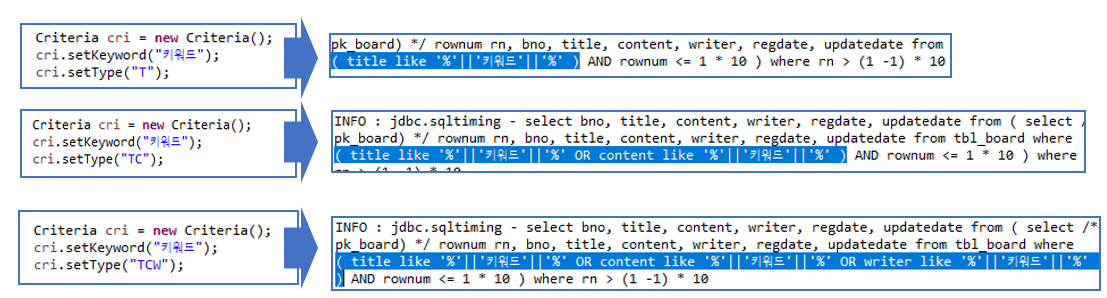 Criteria cri = new Criteria();
cri.setKeyword("키워드");
cri.setType("T");
pk_board) */ rownum rn, bno, title, content, writer, regdate, updatedate from
( title like '%'||'키워드'||'%' ) AND rownum <= 1 * 10 ) where rn > (1 -1) * 10
Criteria cri = new Criteria();
cri.setKeyword("키워드");
cri.setType("TC");
INFO : jdbc.sqltiming - select bno, title, content, writer, regdate, updatedate from ( select /
pk_board) */ rownum rn, bno, title, content, writer, regdate, updatedate from tbl_board where
( title like '%'||'키워드'||'%' OR content like '%'||'키워드'||'%' ) AND rownum <= 1 * 10 ) where
rn > (1 -1) * 10
Criteria cri = new Criteria();
cri.setKeyword("키워드");
cri.setType("TCW");
INFO : jdbc.sqltiming - select bno, title, content, writer, regdate, updatedate from ( select /*
pk_board) */ rownum rn, bno, title, content, writer, regdate, updatedate from tbl_board where
( title like '%'||'키워드'||'%' OR content like '%'||'키워드'||'%' OR writer like '%'||'키워드'||'%'
) AND rownum <= 1 * 10 ) where rn > (1 -1) * 10